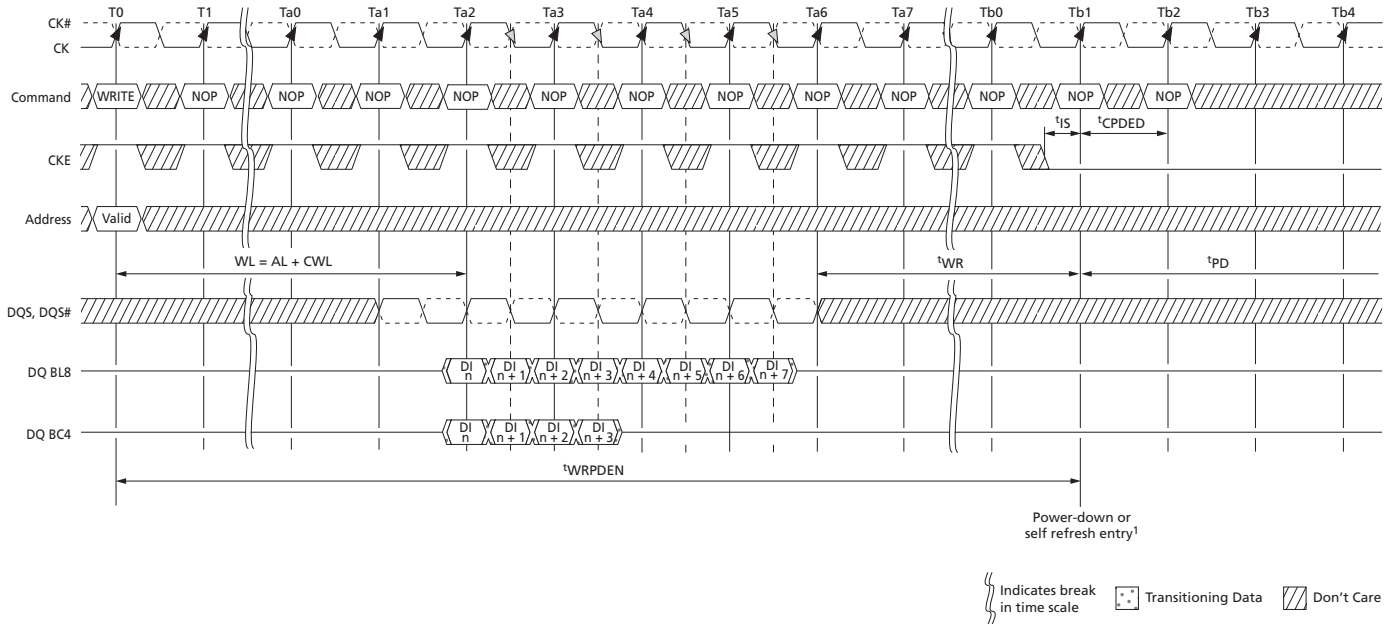 T0 T1 Ta0 Ta1 Ta2 Ta3 Ta4 Ta5 Ta6 Ta7 Tb0 Tb1 Tb2 Tb3 Tb4
CK#
CK
Command WRITE NOP NOP NOP NOP NOP NOP NOP NOP NOP NOP NOP NOP
tIS tCPDED
CKE
Address Valid
WL = AL + CWL tWR tPD
DQS, DQS#
DQ BL8 DI n DI n + 1 DI n + 2 DI n + 3 DI n + 4 DI n + 5 DI n + 6 DI n + 7
DQ BC4 DI n DI n + 1 DI n + 2 DI n + 3
tWRPDEN
Power-down or
self refresh entry1
Indicates break
in time scale
Transitioning Data
Don't Care